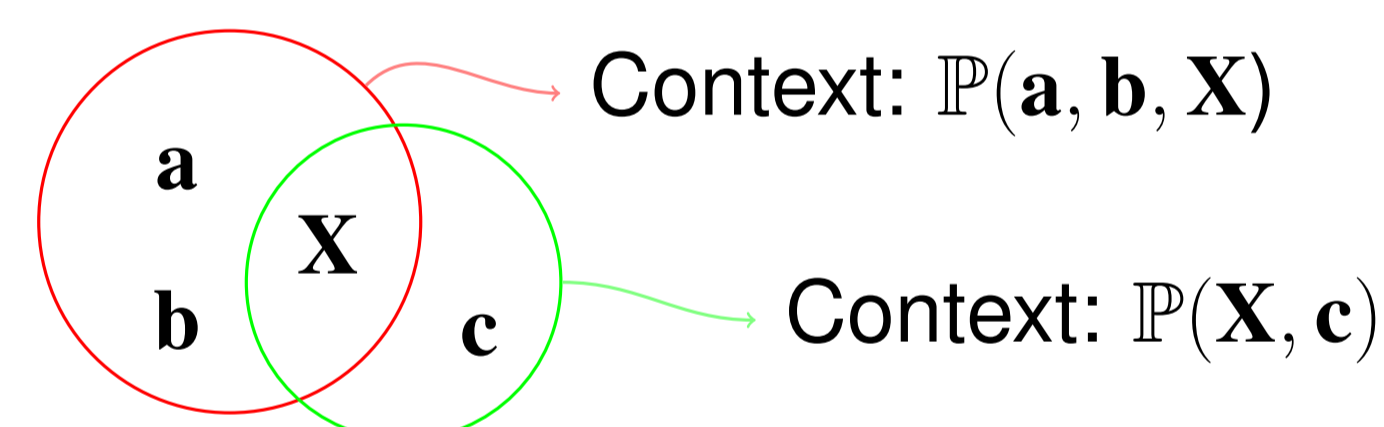 Context: ℙ(a, b, X)
a
X
b
c
Context: ℙ(X, c)